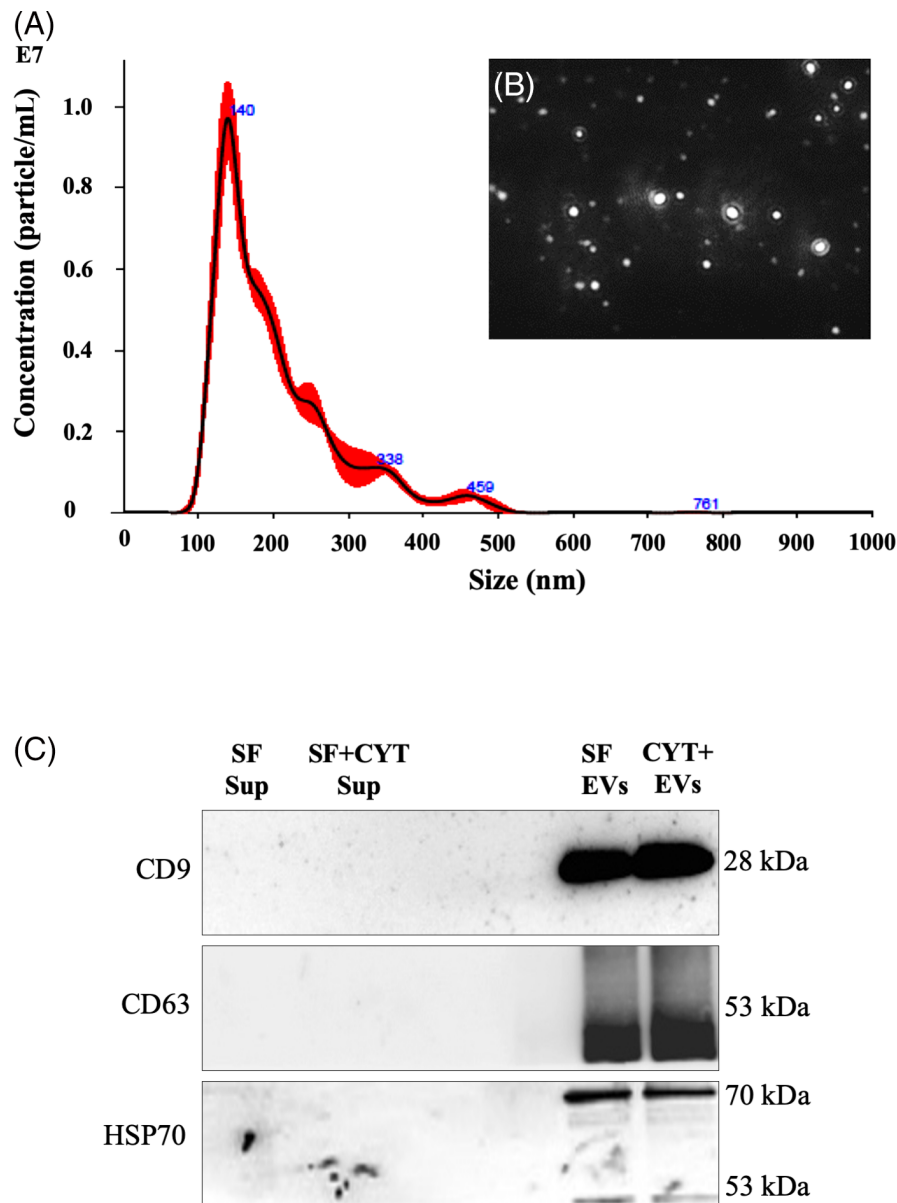 (A)
E7
Concentration (particle/mL)
1.0
0.8
0.6
0.4
0.2
0
140
338
459
761
0 100 200 300 400 500 600 700 800 900 1000
Size (nm)
(B)
(C)
SF Sup
SF+CYT Sup
SF EVs
CYT+ EVs
CD9
28 kDa
CD63
53 kDa
HSP70
70 kDa
53 kDa